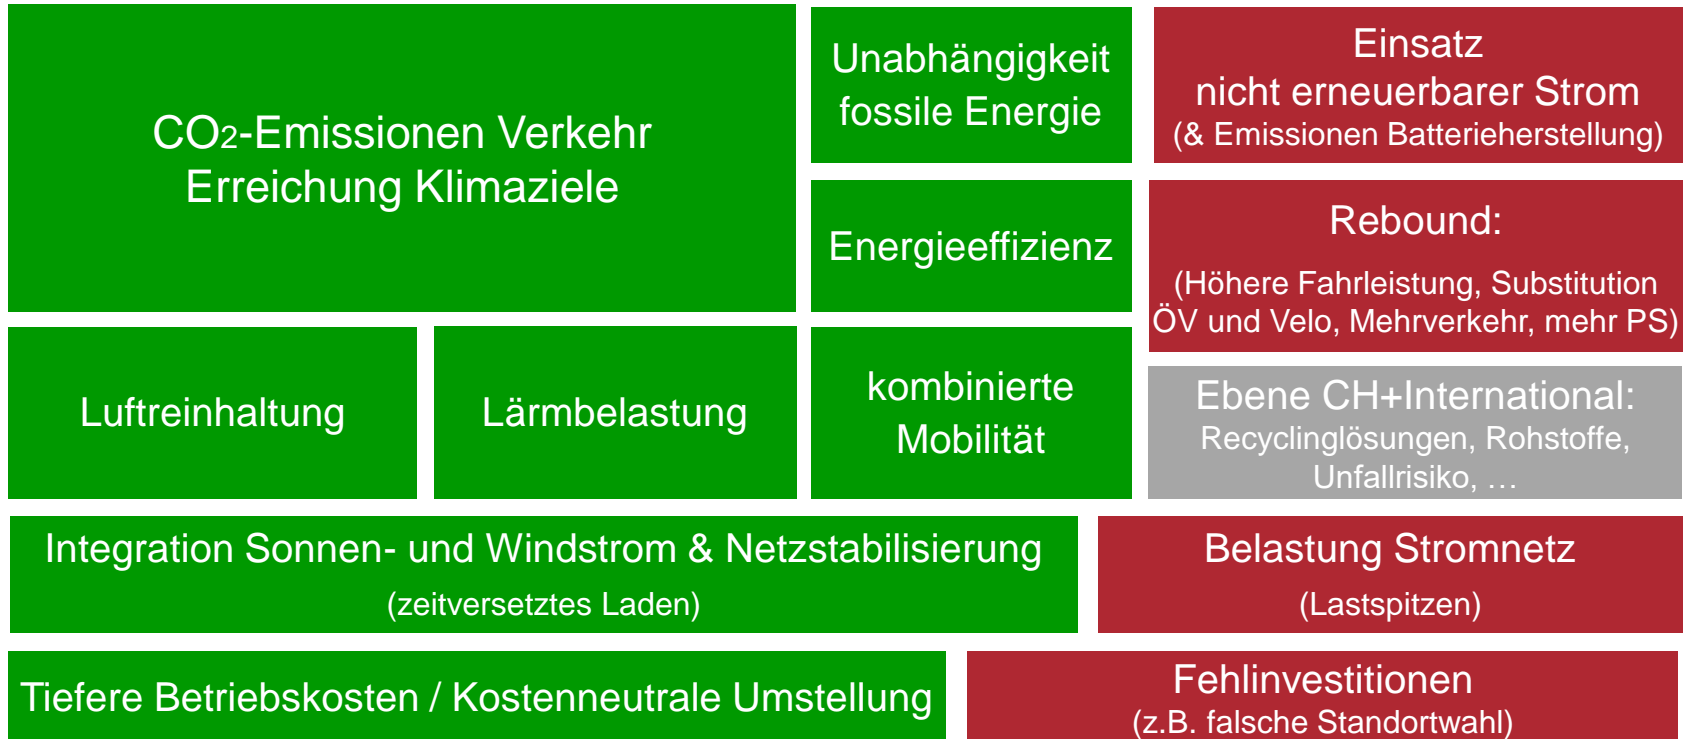 CO2-Emissionen Verkehr
Erreichung Klimaziele
Unabhängigkeit
fossile Energie
Einsatz
nicht erneuerbarer Strom
(& Emissionen Batterieherstellung)
Energieeffizienz
Rebound:
(Höhere Fahrleistung, Substitution
ÖV und Velo, Mehrverkehr, mehr PS)
Luftreinhaltung
Lärmbelastung
kombinierte
Mobilität
Ebene CH+International:
Recyclinglösungen, Rohstoffe,
Unfallrisiko, …
Integration Sonnen- und Windstrom & Netzstabilisierung
(zeitversetztes Laden)
Belastung Stromnetz
(Lastspitzen)
Tiefere Betriebskosten / Kostenneutrale Umstellung
Fehlinvestitionen
(z.B. falsche Standortwahl)